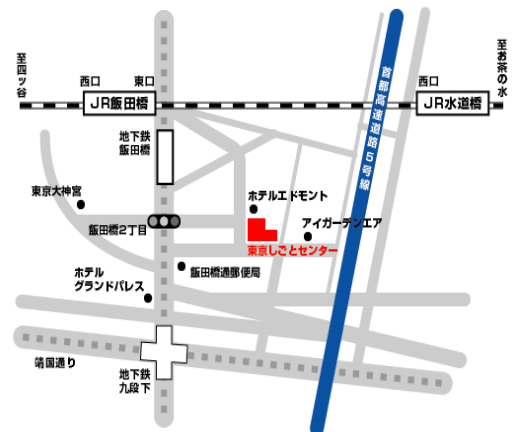 至四ッ谷
西口
東口
JR飯田橋
西口
JR水道橋
至お茶の水
首都高速道路5号線
地下鉄
飯田橋
東京大神宮
飯田橋2丁目
ホテルエドモント
アイガーデンエア
東京しごとセンター
飯田橋通郵便局
ホテル
グランドパレス
靖国通り
地下鉄
九段下